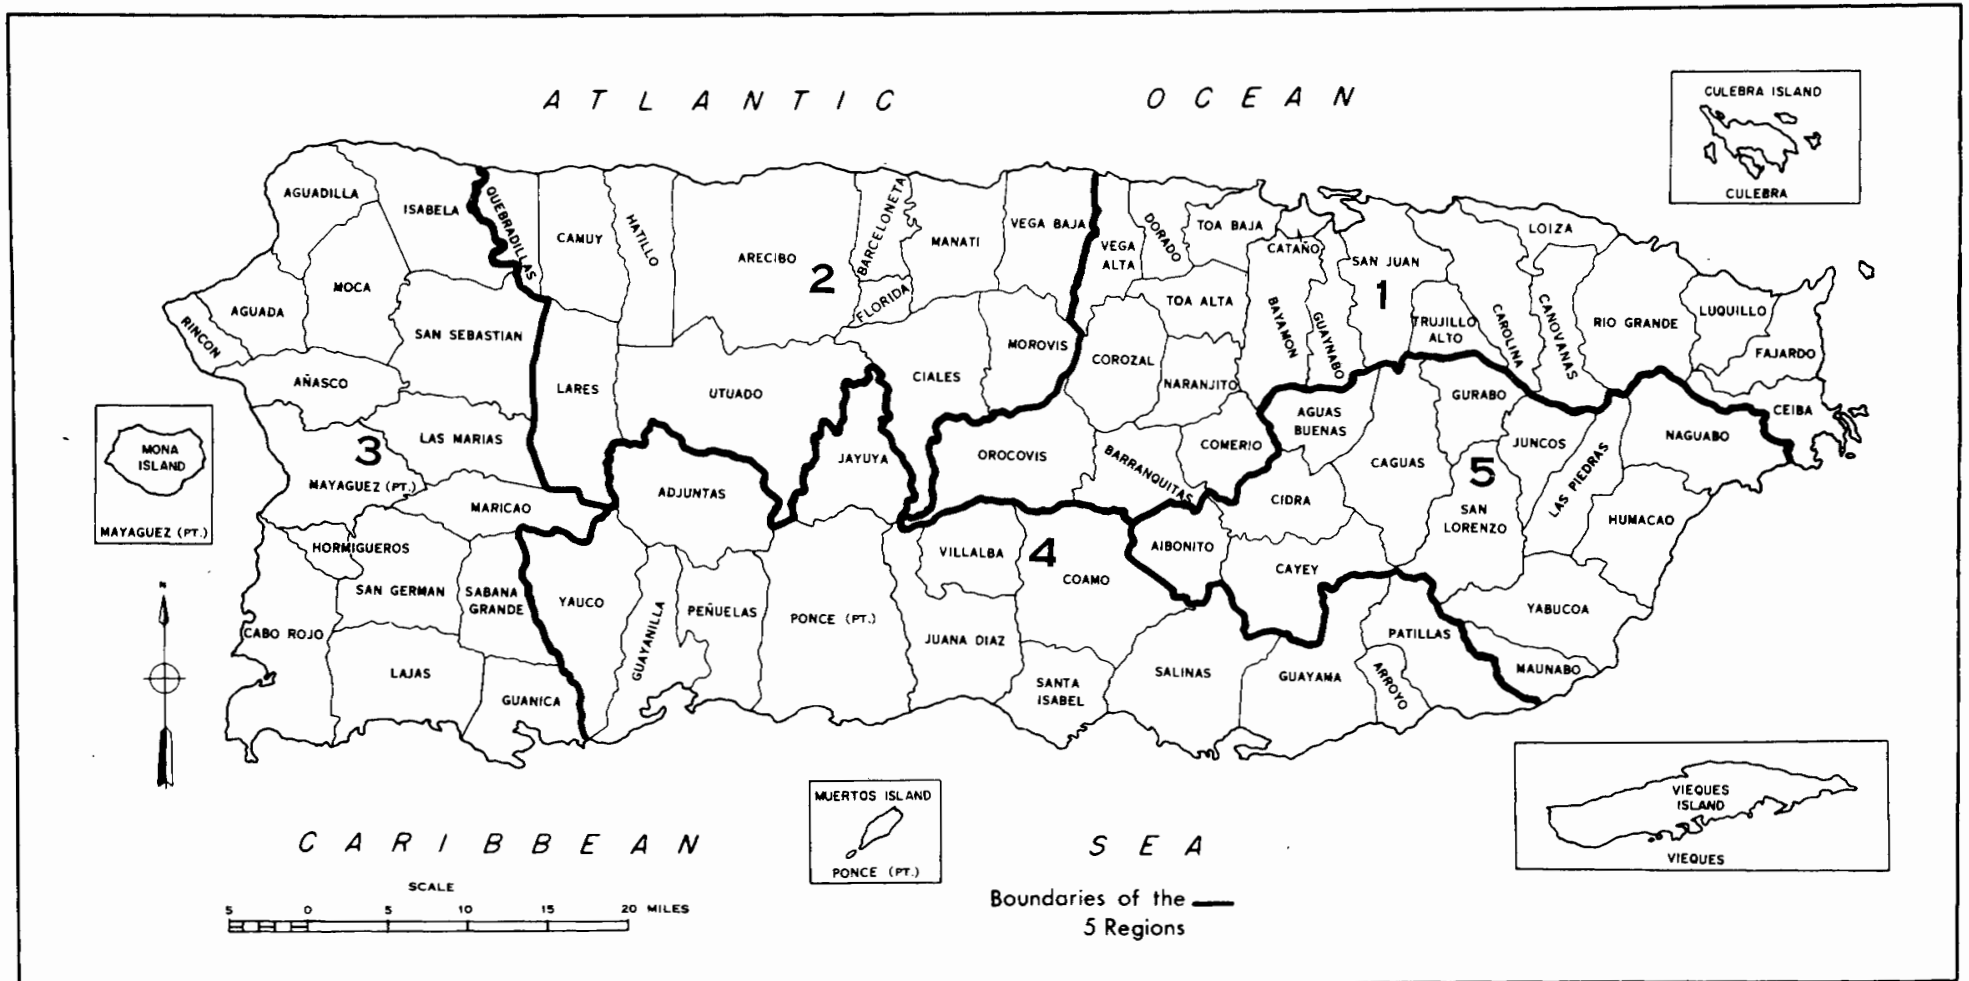 ATLANTIC OCEAN
CULEBRA ISLAND
CULEBRA
AGUADILLA
ISABELA
QUEBRADILLAS
CAMUY
HATILLO
ARECIBO
2
BARCELONETA
FLORIDA
MANATI
VEGA BAJA
VEGA
ALTA
DORADO
TOA BAJA
CATAÑO
SAN JUAN
1
LOIZA
MOCA
AGUADA
RINCON
SAN SEBASTIAN
AÑASCO
LARES
UTUADO
CIALES
MOROVIS
COROZAL
TOA ALTA
NARANJITO
BAYAMON
GUAYNABO
TRUJILLO
ALTO
CAROLINA
CANOVANAS
RIO GRANDE
LUQUILLO
FAJARDO
CEIBA
MONA
ISLAND
MAYAGUEZ (PT.)
3
MAYAGUEZ (PT.)
LAS MARIAS
MARICAO
ADJUNTAS
JAYUYA
OROCOVIS
BARRANQUITAS
COMERIO
AGUAS
BUENAS
CIDRA
CAGUAS
GURABO
5
JUNCOS
LAS PIEDRAS
NAGUABO
HUMACAO
SAN
LORENZO
HORMIGUEROS
SAN GERMAN
SABANA
GRANDE
CABO ROJO
LAJAS
GUANICA
YAUCO
GUAYANILLA
PEÑUELAS
PONCE (PT.)
VILLALBA
4
COAMO
JUANA DIAZ
SANTA
ISABEL
AIBONITO
CAYEY
SALINAS
GUAYAMA
PATILLAS
ARROYO
YABUCOA
MAUNABO
N
MUERTOS ISLAND
PONCE (PT.)
VIEQUES
ISLAND
VIEQUES
CARIBBEAN SEA
SCALE
5 0 5 10 15 20 MILES
Boundaries of the
5 Regions